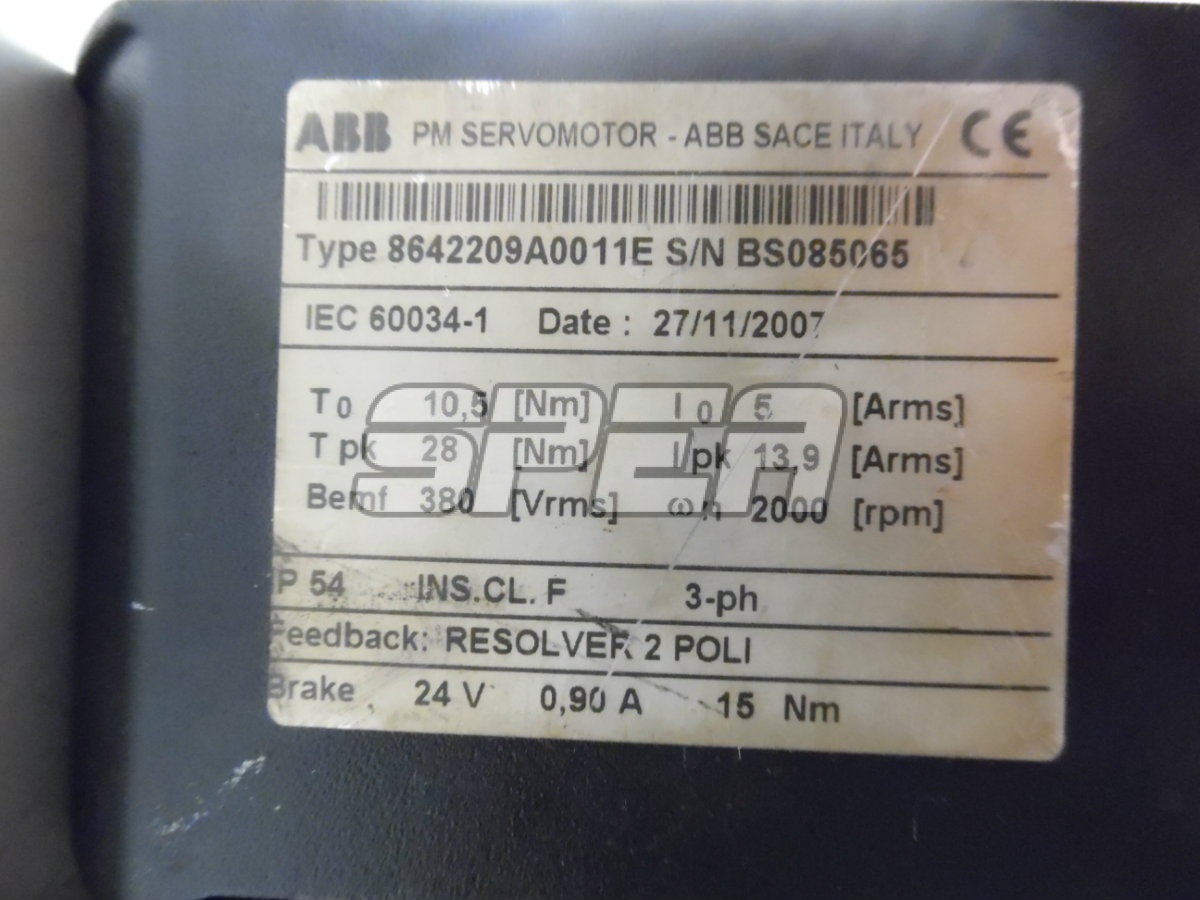 ABB PM SERVOMOTOR - ABB SACE ITALY CE
Type 8642209A0011E S/N BS085065
IEC 60034-1 Date : 27/11/2007
T0 10,5 [Nm] I0 5 [Arms]
T pk 28 [Nm] I pk 13,9 [Arms]
SPEA
Bemf 380 [Vrms] ωn 2000 [rpm]
IP 54 INS.CL. F 3-ph
Feedback: RESOLVER 2 POLI
Brake 24 V 0,90 A 15 Nm